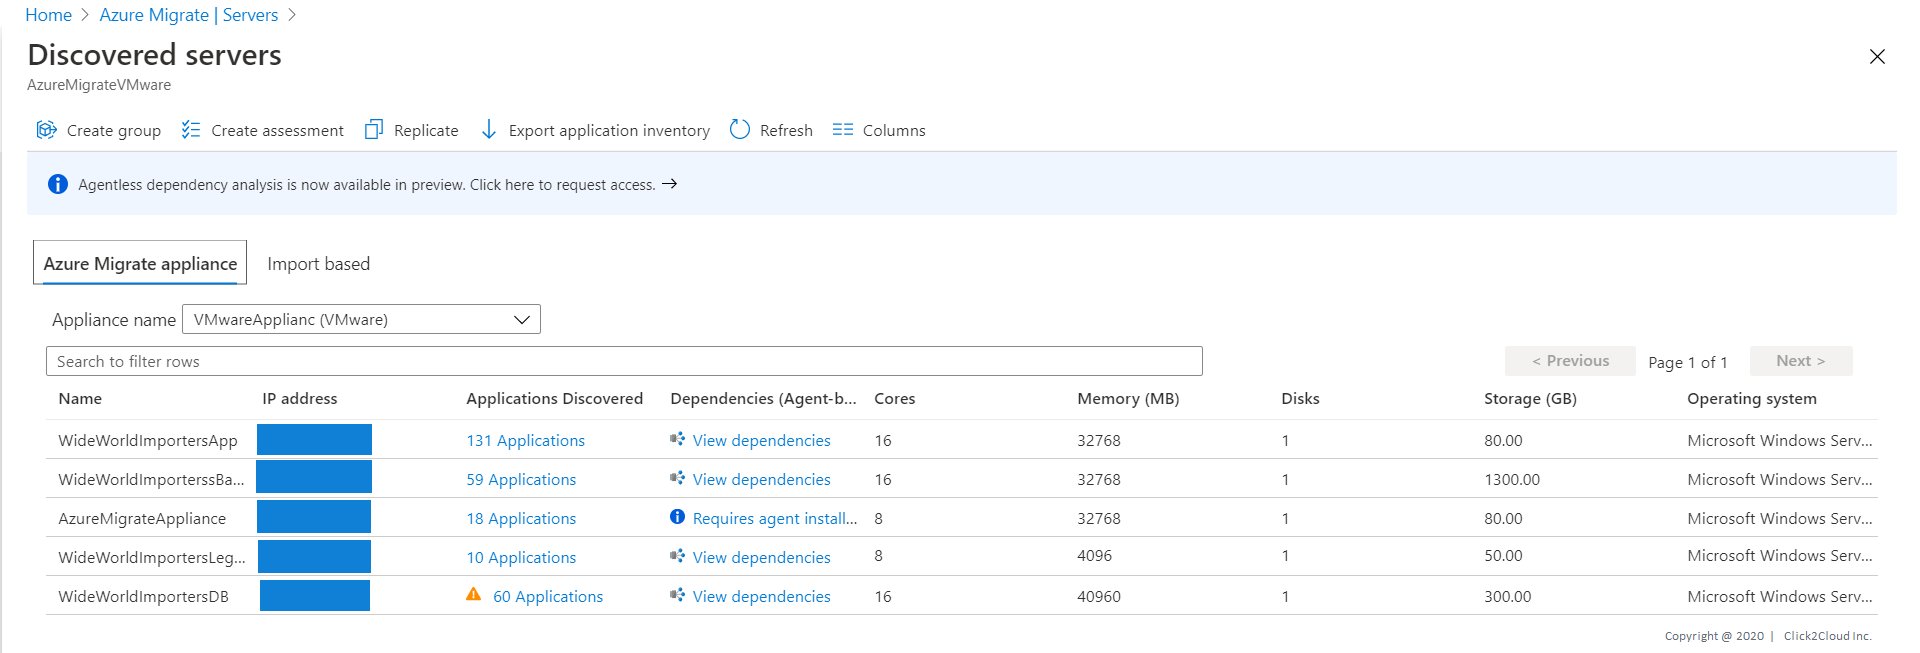 Home > Azure Migrate | Servers >
Discovered servers
AzureMigrateVMware
Create group Create assessment Replicate Export application inventory Refresh Columns
Agentless dependency analysis is now available in preview. Click here to request access. →
Azure Migrate appliance Import based
Appliance name VMwareApplianc (VMware)
Search to filter rows < Previous Page 1 of 1 Next >
Name IP address Applications Discovered Dependencies (Agent-b... Cores Memory (MB) Disks Storage (GB) Operating system
WideWorldImportersApp 131 Applications View dependencies 16 32768 1 80.00 Microsoft Windows Serv...
WideWorldImporterssBa... 59 Applications View dependencies 16 32768 1 1300.00 Microsoft Windows Serv...
AzureMigrateAppliance 18 Applications Requires agent install... 8 32768 1 80.00 Microsoft Windows Serv...
WideWorldImportersLeg... 10 Applications View dependencies 8 4096 1 50.00 Microsoft Windows Serv...
WideWorldImportersDB 60 Applications View dependencies 16 40960 1 300.00 Microsoft Windows Serv...
Copyright @ 2020 | Click2Cloud Inc.